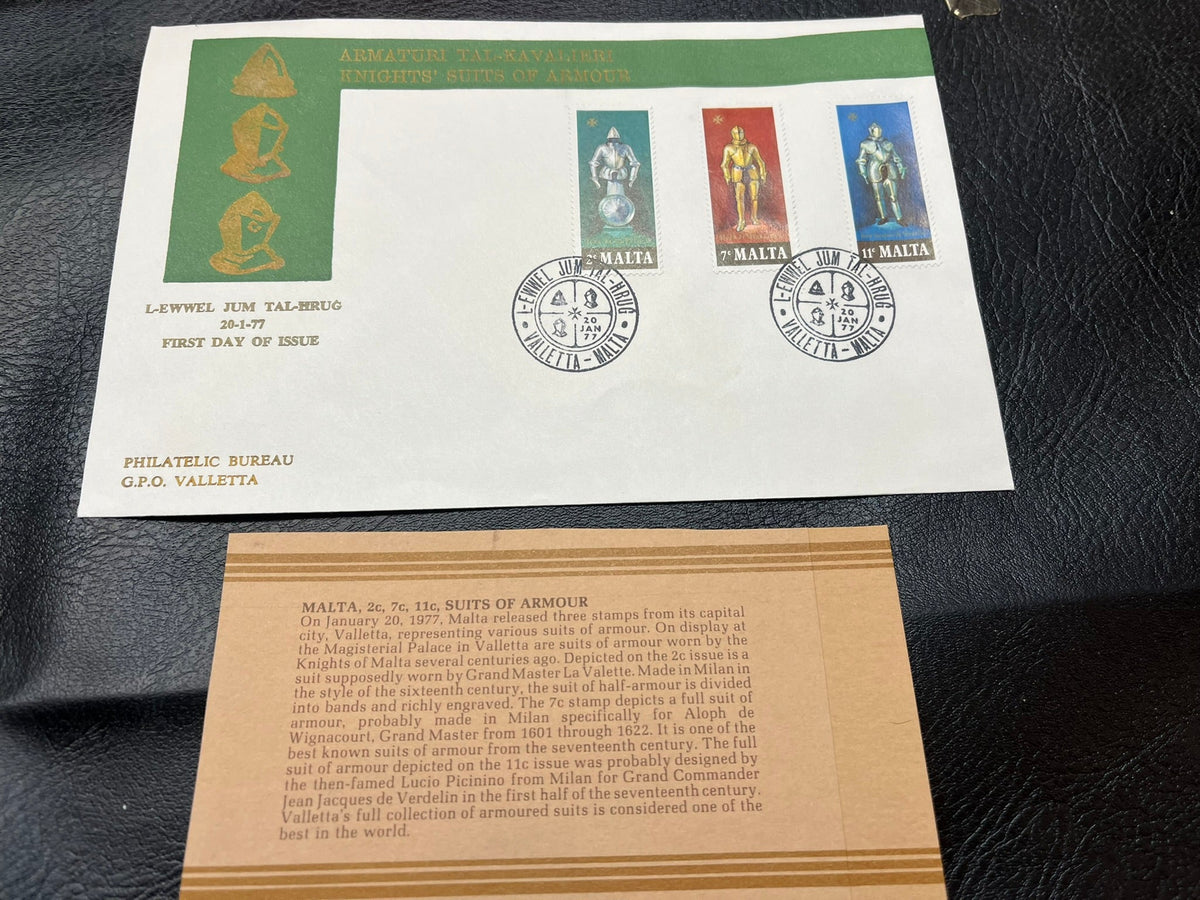 ARMATURI TAL-KAVALIERI
KNIGHTS' SUITS OF ARMOUR
2c MALTA
7c MALTA
11c MALTA
L-EWWEL JUM TAL-ĦRUĠ
20
JAN
77
VALLETTA - MALTA
L-EWWEL JUM TAL-ĦRUĠ
20
JAN
77
VALLETTA - MALTA
L-EWWEL JUM TAL-ĦRUĠ
20-1-77
FIRST DAY OF ISSUE
PHILATELIC BUREAU
G.P.O. VALLETTA
MALTA, 2c, 7c, 11c, SUITS OF ARMOUR
On January 20, 1977, Malta released three stamps from its capital
city, Valletta, representing various suits of armour. On display at
the Magisterial Palace in Valletta are suits of armour worn by the
Knights of Malta several centuries ago. Depicted on the 2c issue is a
suit supposedly worn by Grand Master La Valette. Made in Milan in
the style of the sixteenth century, the suit of half-armour is divided
into bands and richly engraved. The 7c stamp depicts a full suit of
armour, probably made in Milan specifically for Aloph de
Wignacourt, Grand Master from 1601 through 1622. It is one of the
best known suits of armour from the seventeenth century. The full
suit of armour depicted on the 11c issue was probably designed by
the then-famed Lucio Picinino from Milan for Grand Commander
Jean Jacques de Verdelin in the first half of the seventeenth century.
Valletta's full collection of armoured suits is considered one of the
best in the world.